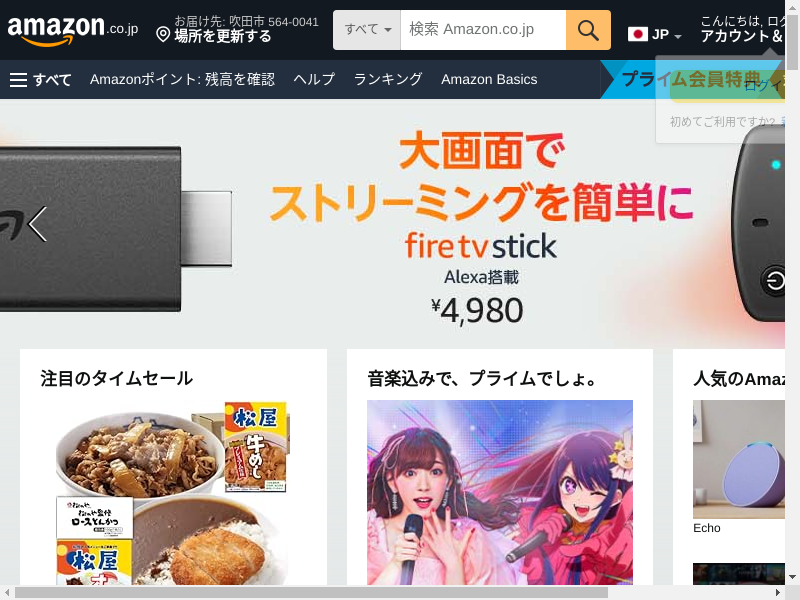 amazon.co.jp
お届け先: 吹田市 564-0041
場所を更新する
すべて
検索 Amazon.co.jp
JP
こんにちは, ログ
アカウント&
すべて
Amazonポイント: 残高を確認
ヘルプ
ランキング
Amazon Basics
プライム会員特典
ログイ
初めてご利用ですか?
大画面で
ストリーミングを簡単に
fire tv stick
Alexa搭載
¥4,980
注目のタイムセール
松屋
牛めし
ロースとんかつ
松屋
音楽込みで、プライムでしょ。
人気のAmaz
Echo